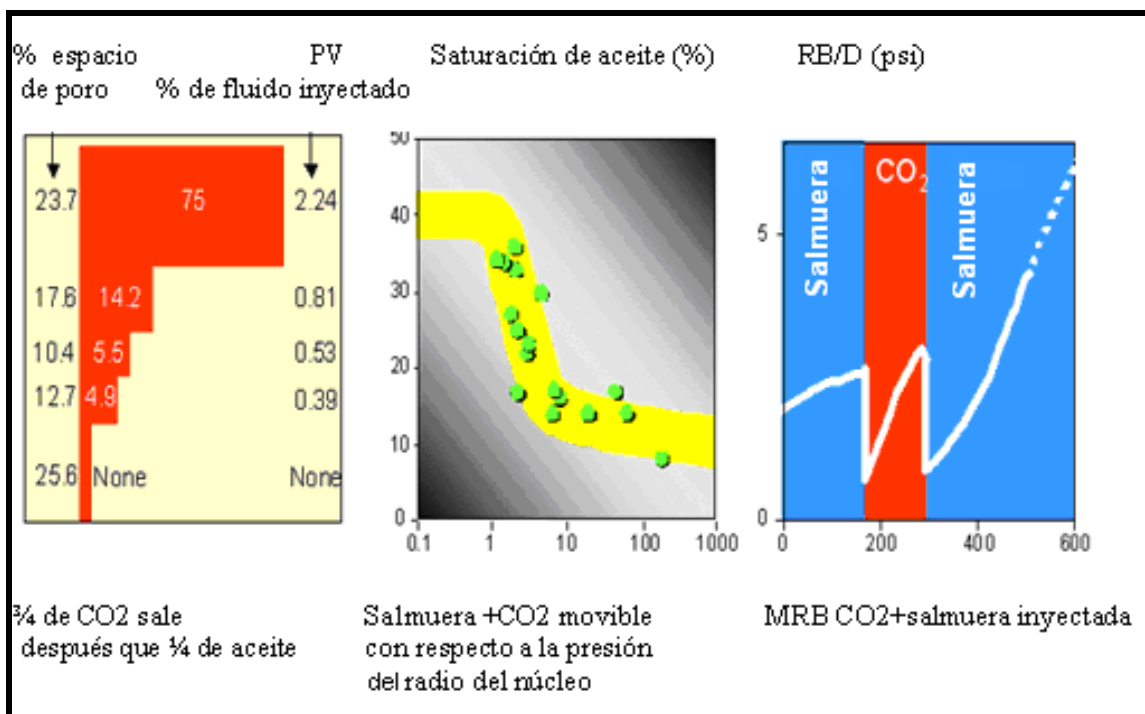 % espacio
de poro
PV
% de fluido inyectado
Saturación de aceite (%)
RB/D (psi)
23.7 75 2.24
17.6 14.2 0.81
10.4 5.5 0.53
12.7 4.9 0.39
25.6 None None
50
40
30
20
10
0
0.1 1 10 100 1000
Salmuera
CO2
Salmuera
5
0
0 200 400 600
¾ de CO2 sale
después que ¼ de aceite
Salmuera +CO2 movible
con respecto a la presión
del radio del núcleo
MRB CO2+salmuera inyectada